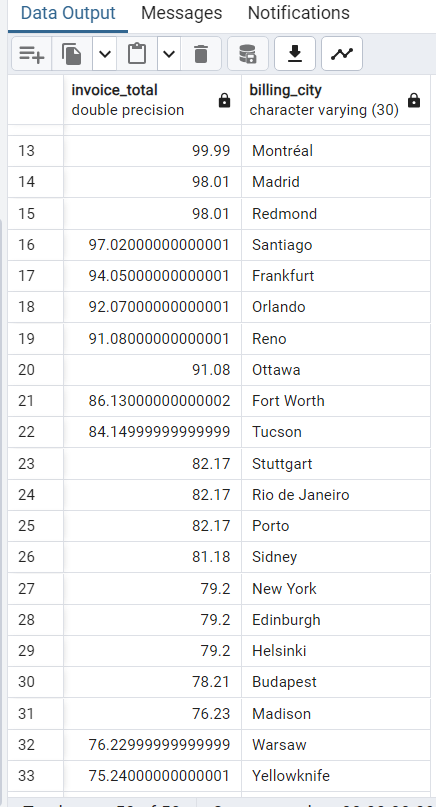 Data Output Messages Notifications
invoice_total billing_city
double precision character varying (30)
13 99.99 Montréal
14 98.01 Madrid
15 98.01 Redmond
16 97.02000000000001 Santiago
17 94.05000000000001 Frankfurt
18 92.07000000000001 Orlando
19 91.08000000000001 Reno
20 91.08 Ottawa
21 86.13000000000002 Fort Worth
22 84.14999999999999 Tucson
23 82.17 Stuttgart
24 82.17 Rio de Janeiro
25 82.17 Porto
26 81.18 Sidney
27 79.2 New York
28 79.2 Edinburgh
29 79.2 Helsinki
30 78.21 Budapest
31 76.23 Madison
32 76.22999999999999 Warsaw
33 75.24000000000001 Yellowknife